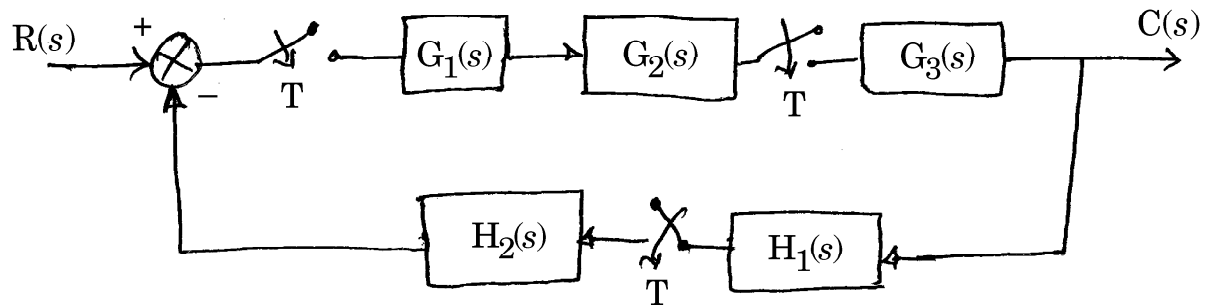 R(s) + − T G₁(s) G₂(s) T G₃(s) C(s)
H₂(s) T H₁(s)